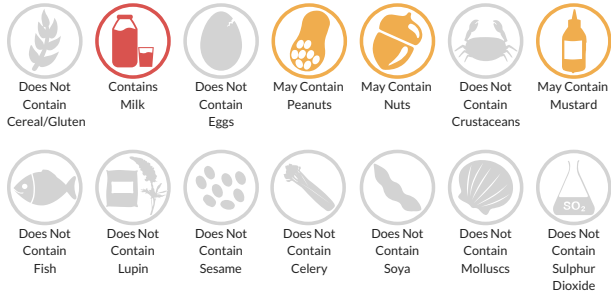 Does Not
Contain
Cereal/Gluten
Contains
Milk
Does Not
Contain
Eggs
May Contain
Peanuts
May Contain
Nuts
Does Not
Contain
Crustaceans
May Contain
Mustard
Does Not
Contain
Fish
Does Not
Contain
Lupin
Does Not
Contain
Sesame
Does Not
Contain
Celery
Does Not
Contain
Soya
Does Not
Contain
Molluscs
SO₂
Does Not
Contain
Sulphur
Dioxide